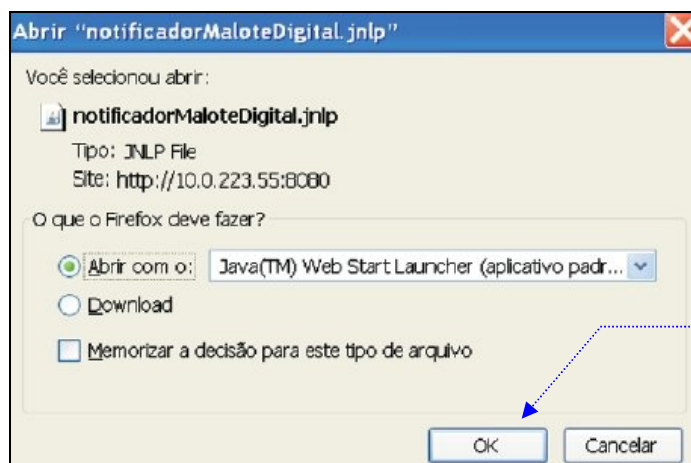 Abrir “notificadorMaloteDigital.jnlp”
Você selecionou abrir:
notificadorMaloteDigital.jnlp
Tipo: JNLP File
Site: http://10.0.223.55:8080
O que o Firefox deve fazer?
Abrir com o: Java(TM) Web Start Launcher (aplicativo padr...
Download
Memorizar a decisão para este tipo de arquivo
OK Cancelar